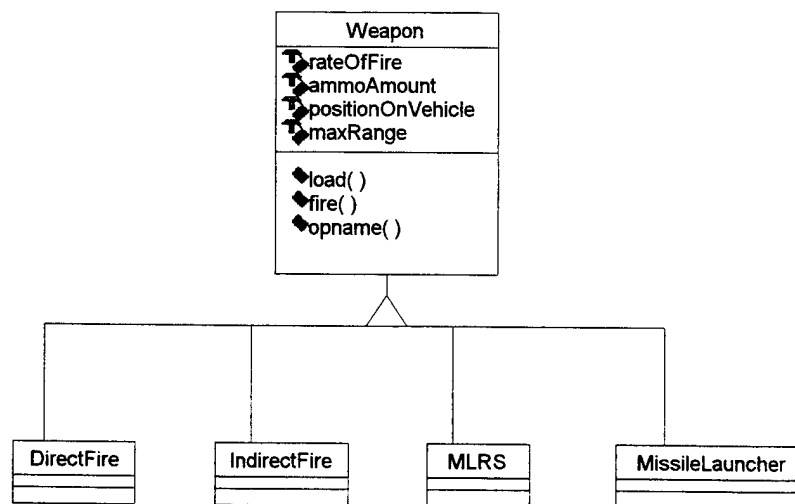 Weapon
rateOfFire
ammoAmount
positionOnVehicle
maxRange
load( )
fire( )
opname( )
DirectFire
IndirectFire
MLRS
MissileLauncher